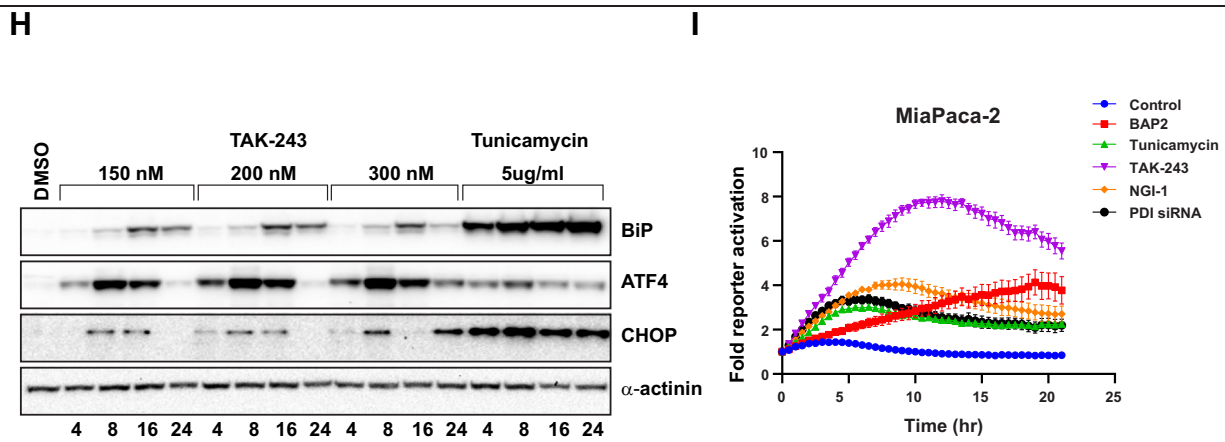 H
I
TAK-243
Tunicamycin
DMSO
150 nM
200 nM
300 nM
5ug/ml
BiP
ATF4
CHOP
α-actinin
4 8 16 24 4 8 16 24 4 8 16 24 4 8 16 24
MiaPaca-2
Control
BAP2
Tunicamycin
TAK-243
NGI-1
PDI siRNA
Fold reporter activation
10
8
6
4
2
0
0 5 10 15 20 25
Time (hr)